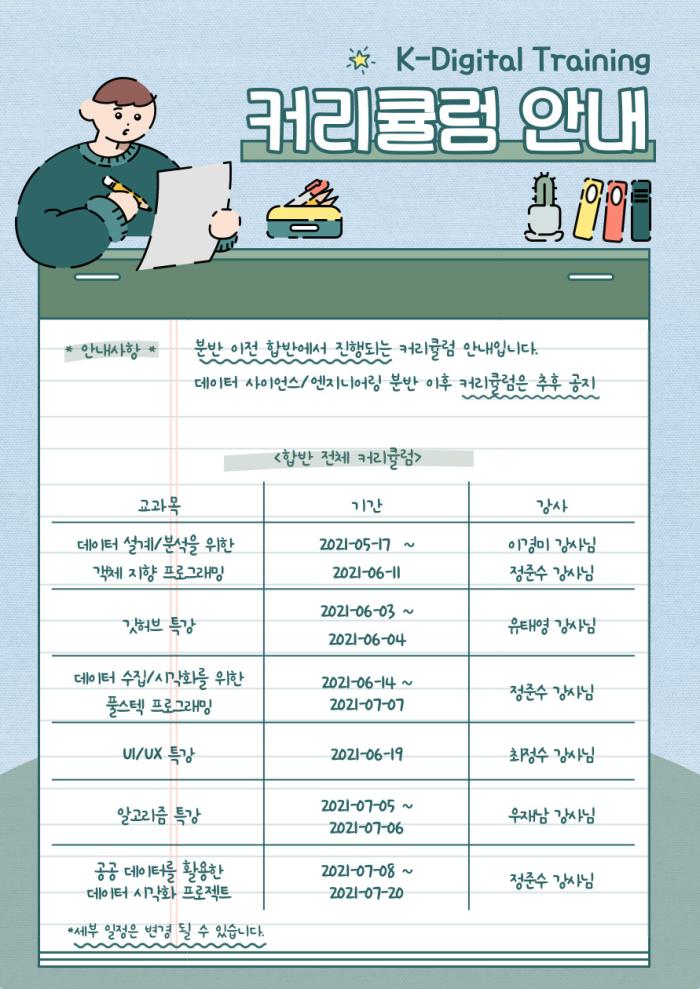 K-Digital Training
커리큘럼 안내
* 안내사항 *
분반 이전 합반에서 진행되는 커리큘럼 안내입니다.
데이터 사이언스/엔지니어링 분반 이후 커리큘럼은 추후 공지
<합반 전체 커리큘럼>
교과목 기간 강사
데이터 설계/분석을 위한 2021-05-17 ~ 이경미 강사님
객체 지향 프로그래밍 2021-06-11 정준수 강사님
깃허브 특강 2021-06-03 ~ 유태영 강사님
2021-06-04
데이터 수집/시각화를 위한 2021-06-14 ~ 정준수 강사님
풀스텍 프로그래밍 2021-07-07
UI/UX 특강 2021-06-19 최정수 강사님
알고리즘 특강 2021-07-05 ~ 우재남 강사님
2021-07-06
공공 데이터를 활용한 2021-07-08 ~ 정준수 강사님
데이터 시각화 프로젝트 2021-07-20
*세부 일정은 변경 될 수 있습니다.